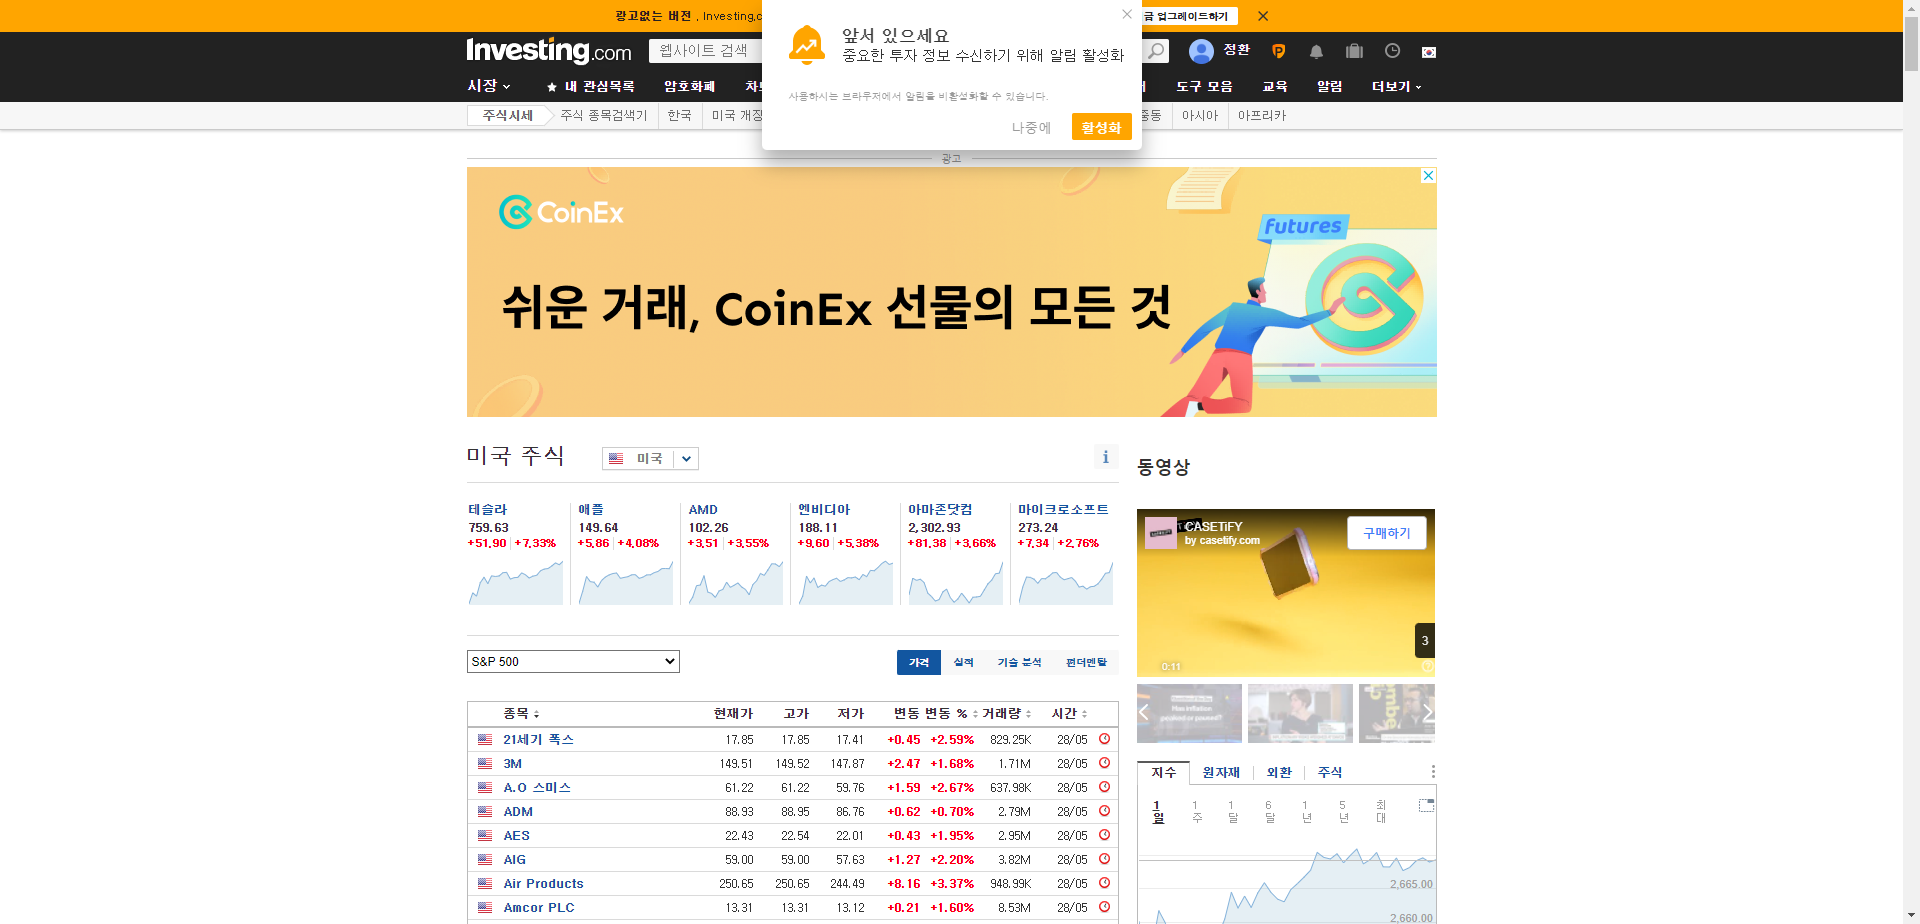 광고없는 버전 , Investing.c
금 업그레이드하기
앞서 있으세요
중요한 투자 정보 수신하기 위해 알림 활성화
사용하시는 브라우저에서 알림을 비활성화할 수 있습니다.
나중에
활성화
Investing.com
웹사이트 검색
정환
시장
내 관심목록
암호화폐
도구 모음
교육
알림
더보기
주식시세
주식 종목검색기
한국
미국 개장
중동
아시아
아프리카
광고
CoinEx
futures
쉬운 거래, CoinEx 선물의 모든 것
미국 주식
미국
동영상
테슬라
759.63
+51.90 +7.33%
애플
149.64
+5.86 +4.08%
AMD
102.26
+3.51 +3.55%
엔비디아
188.11
+9.60 +5.38%
아마존닷컴
2,302.93
+81.38 +3.66%
마이크로소프트
273.24
+7.34 +2.76%
CASETiFY
by casetify.com
구매하기
3
0:11
S&P 500
가격
실적
기술 분석
펀더멘탈
종목 현재가 고가 저가 변동 변동 % 거래량 시간
21세기 폭스 17.85 17.85 17.41 +0.45 +2.59% 829.25K 28/05
3M 149.51 149.52 147.87 +2.47 +1.68% 1.71M 28/05
A.O 스미스 61.22 61.22 59.76 +1.59 +2.67% 637.98K 28/05
ADM 88.93 88.95 86.76 +0.62 +0.70% 2.79M 28/05
AES 22.43 22.54 22.01 +0.43 +1.95% 2.95M 28/05
AIG 59.00 59.00 57.63 +1.27 +2.20% 3.82M 28/05
Air Products 250.65 250.65 244.49 +8.16 +3.37% 948.99K 28/05
Amcor PLC 13.31 13.31 13.12 +0.21 +1.60% 8.53M 28/05
지수
원자재
외환
주식
1일
1주
1달
6달
1년
5년
최대
2,665.00
2,660.00